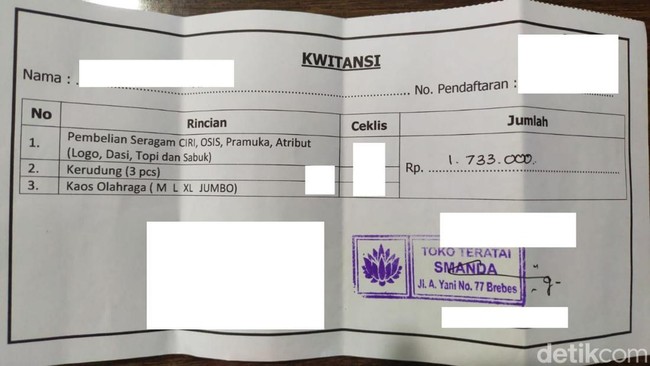 KWITANSI
Nama :
No. Pendaftaran :
No Rincian Ceklis Jumlah
1. Pembelian Seragam CIRI, OSIS, Pramuka, Atribut
(Logo, Dasi, Topi dan Sabuk)
Rp. 1.733.000,
2. Kerudung (3 pcs)
3. Kaos Olahraga ( M L XL JUMBO)
TOKO TERATAI
SMANDA
Jl. A. Yani No. 77 Brebes
detikcom